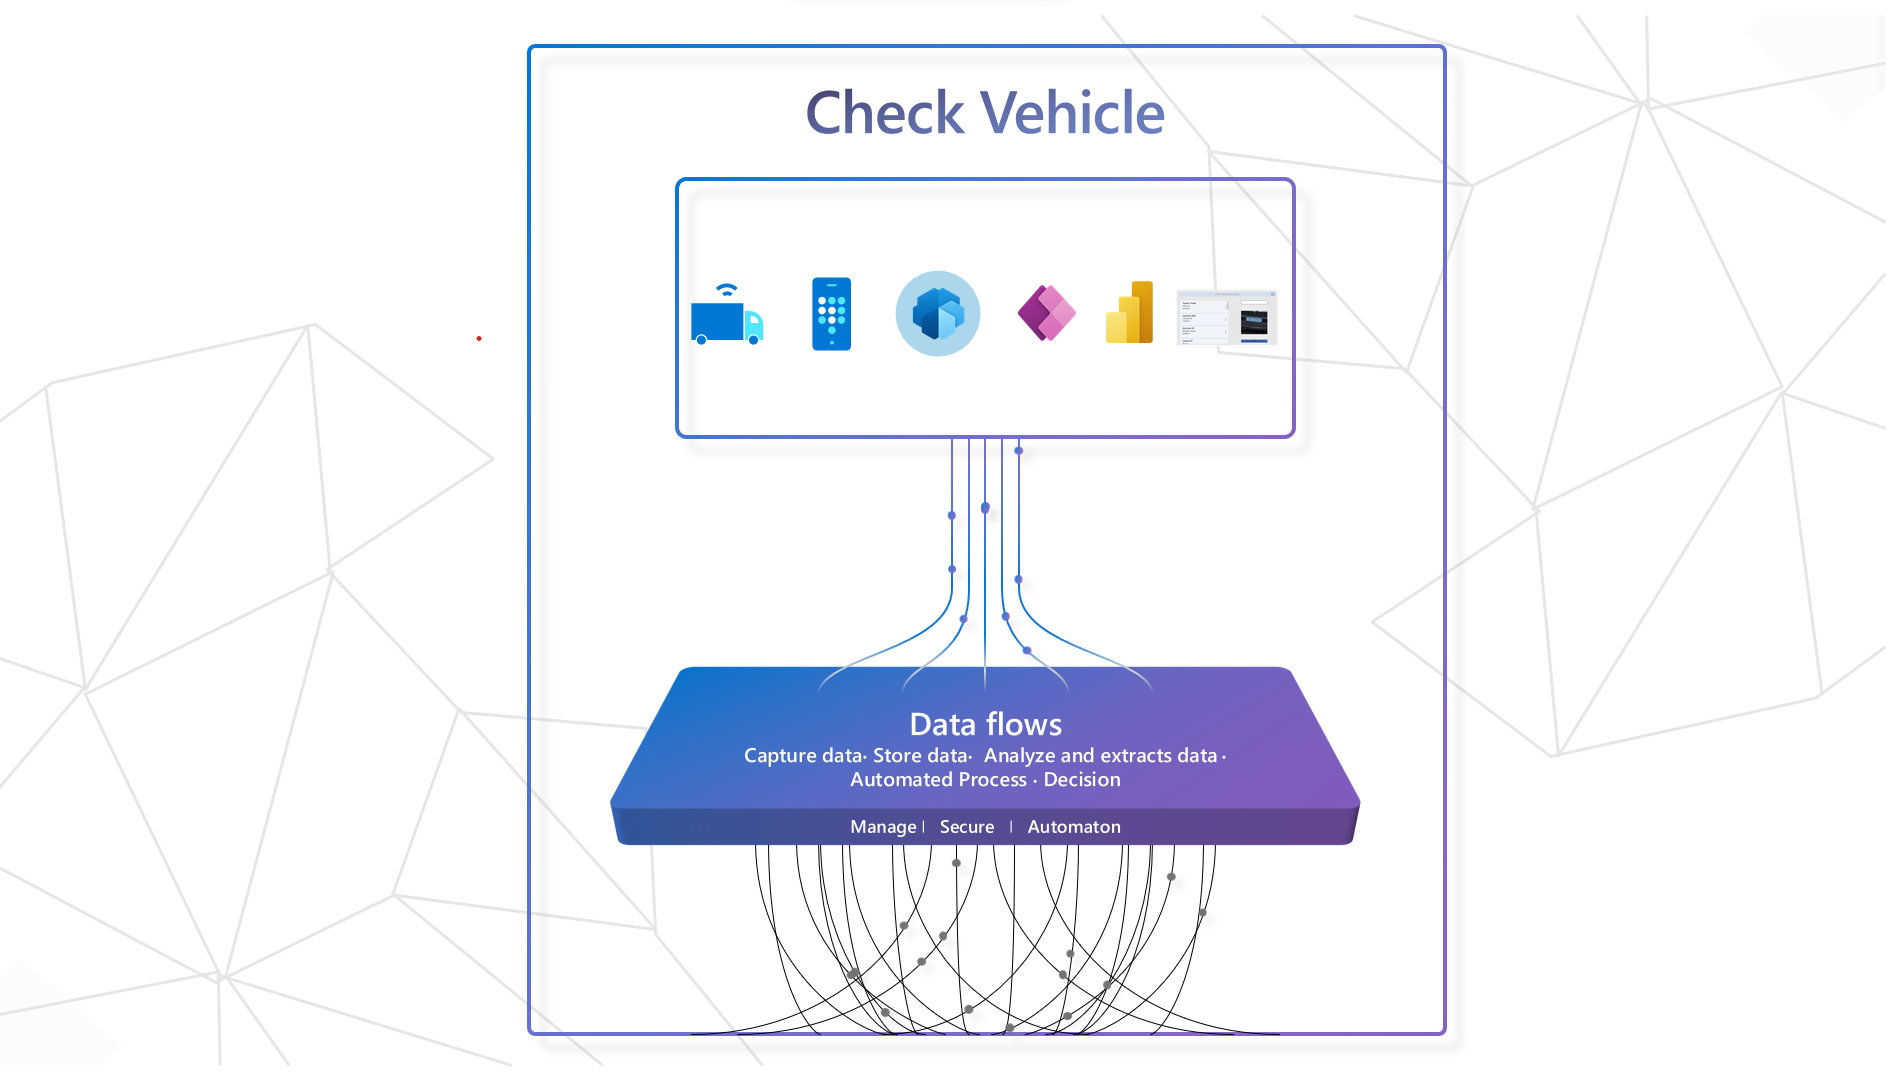 Check Vehicle
Data flows
Capture data· Store data·  Analyze and extracts data ·
Automated Process · Decision
Manage |  Secure  |  Automaton